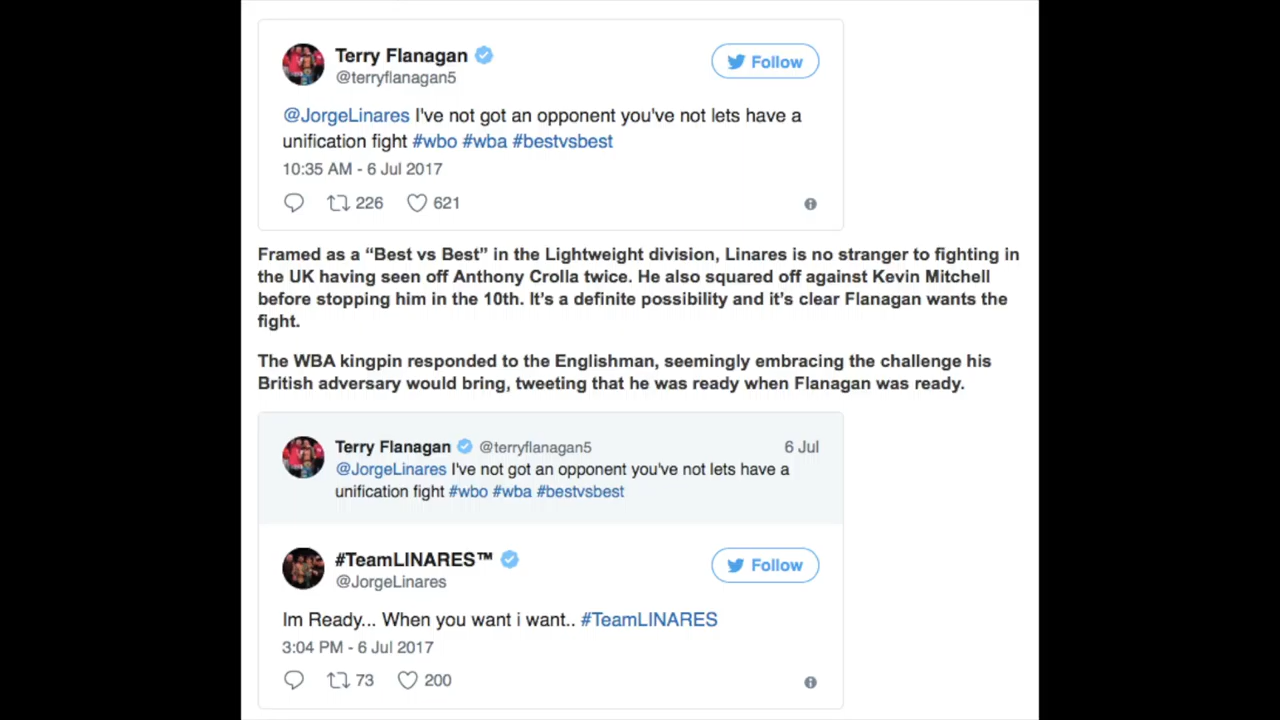 Terry Flanagan
Follow
@terryflanagan5
@JorgeLinares I've not got an opponent you've not lets have a
unification fight #wbo #wba #bestvsbest
10:35 AM - 6 Jul 2017
226 621
Framed as a “Best vs Best” in the Lightweight division, Linares is no stranger to fighting in
the UK having seen off Anthony Crolla twice. He also squared off against Kevin Mitchell
before stopping him in the 10th. It’s a definite possibility and it’s clear Flanagan wants the
fight.
The WBA kingpin responded to the Englishman, seemingly embracing the challenge his
British adversary would bring, tweeting that he was ready when Flanagan was ready.
Terry Flanagan @terryflanagan5 6 Jul
@JorgeLinares I've not got an opponent you've not lets have a
unification fight #wbo #wba #bestvsbest
#TeamLINARES™
Follow
@JorgeLinares
Im Ready... When you want i want.. #TeamLINARES
3:04 PM - 6 Jul 2017
73 200